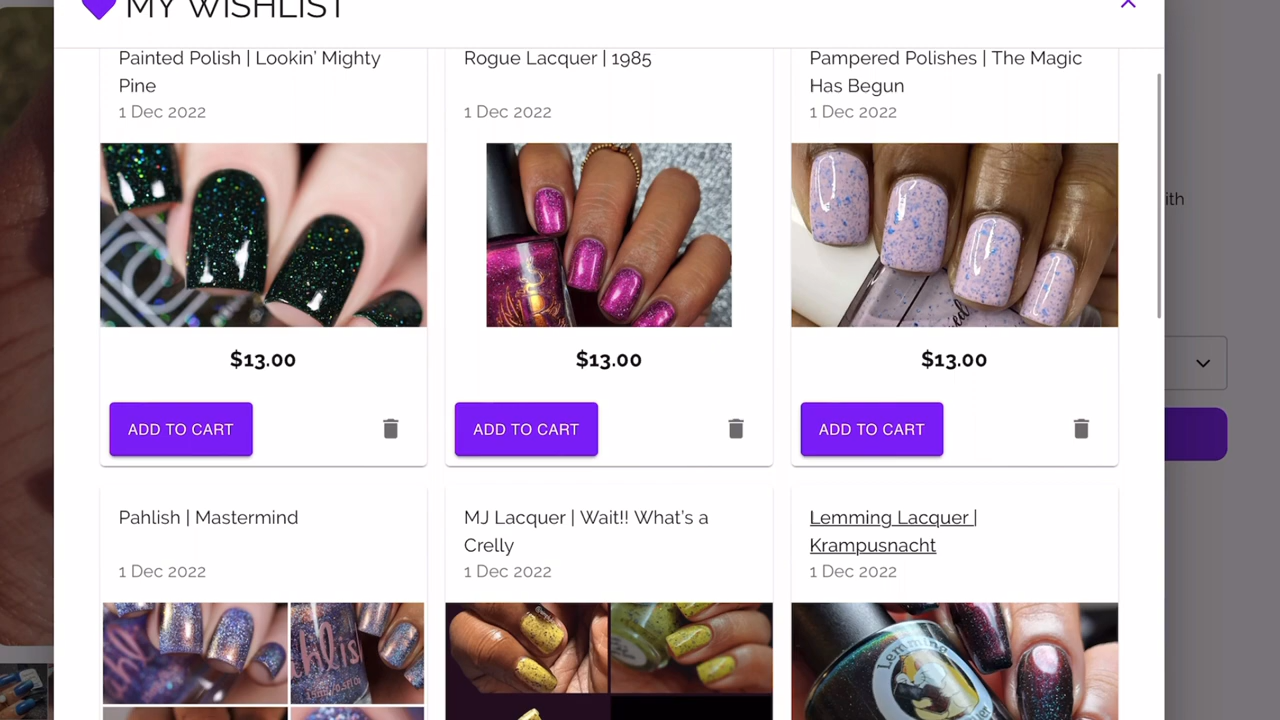 MY WISHLIST
Painted Polish | Lookin' Mighty
Pine
1 Dec 2022
Rogue Lacquer | 1985
1 Dec 2022
Pampered Polishes | The Magic
Has Begun
1 Dec 2022
ith
$13.00
$13.00
$13.00
ADD TO CART
ADD TO CART
ADD TO CART
Pahlish | Mastermind
1 Dec 2022
MJ Lacquer | Wait!! What's a
Crelly
1 Dec 2022
Lemming Lacquer |
Krampusnacht
1 Dec 2022
Lemming